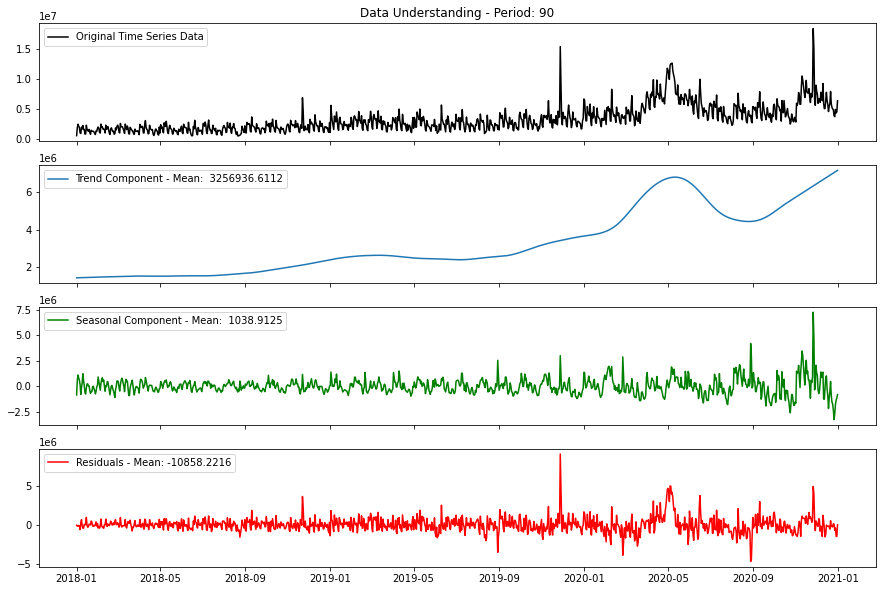 Data Understanding - Period: 90
1e7
Original Time Series Data
1.5
1.0
0.5
0.0
1e6
Trend Component - Mean:  3256936.6112
6
4
2
1e6
7.5
Seasonal Component - Mean:  1038.9125
5.0
2.5
0.0
−2.5
1e6
Residuals - Mean: -10858.2216
5
0
−5
2018-01 2018-05 2018-09 2019-01 2019-05 2019-09 2020-01 2020-05 2020-09 2021-01